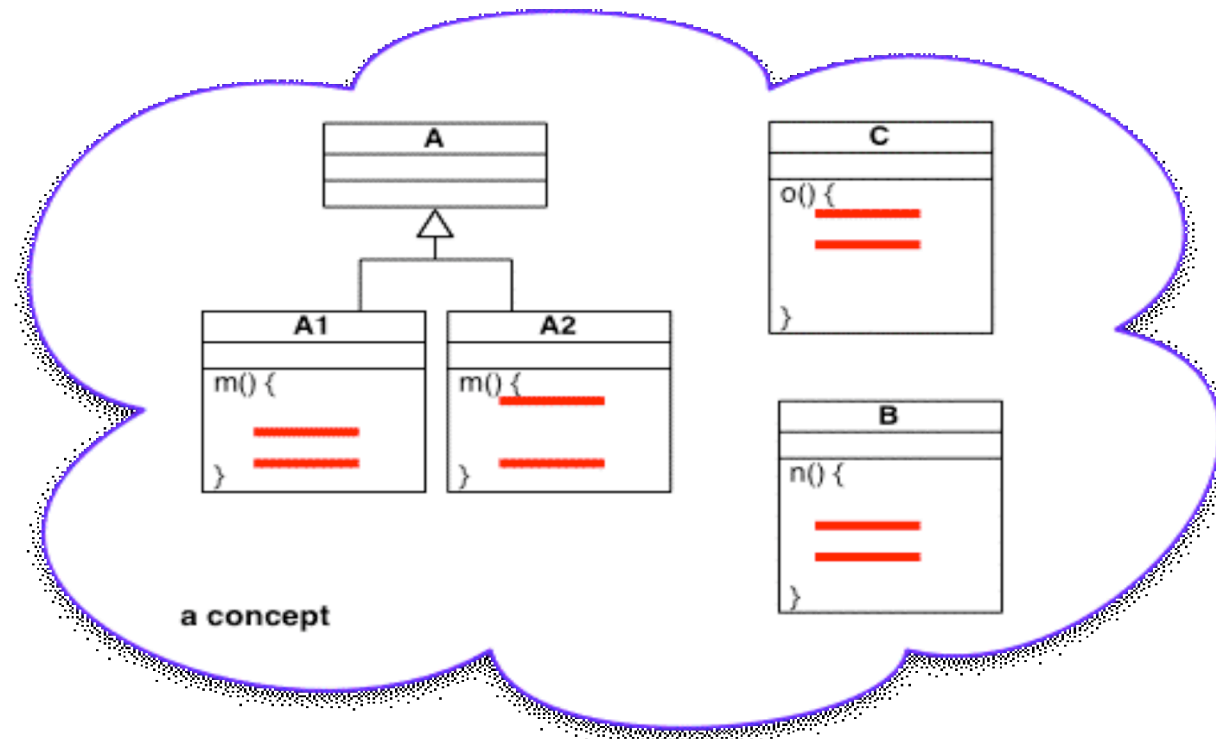 A
C
o() {
}
A1
A2
m() {
m() {
}
}
B
n() {
}
a concept